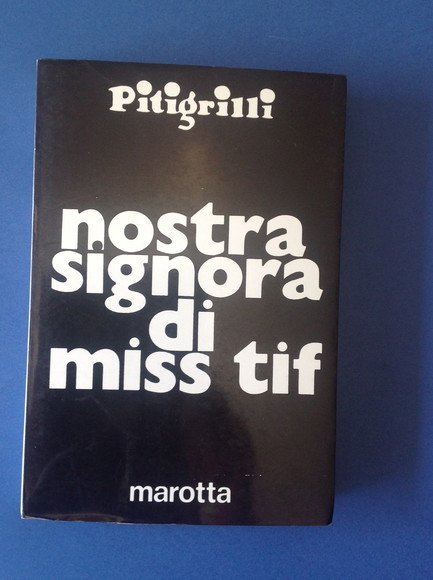 Pitigrilli
nostra
signora
di
miss tif
marotta